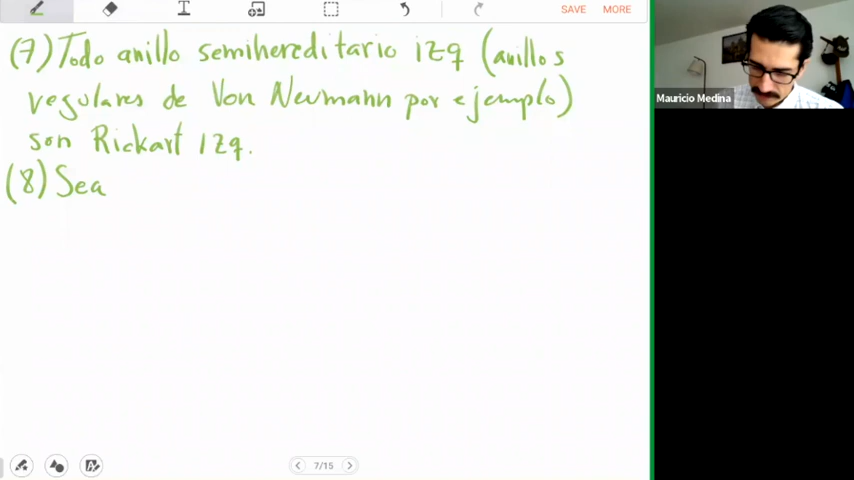 SAVE MORE
(7) Todo anillo semihereditario izq (anillos
regulares de Von Neumann por ejemplo)
son Rickart izq.
(8) Sea
Mauricio Medina
7/15